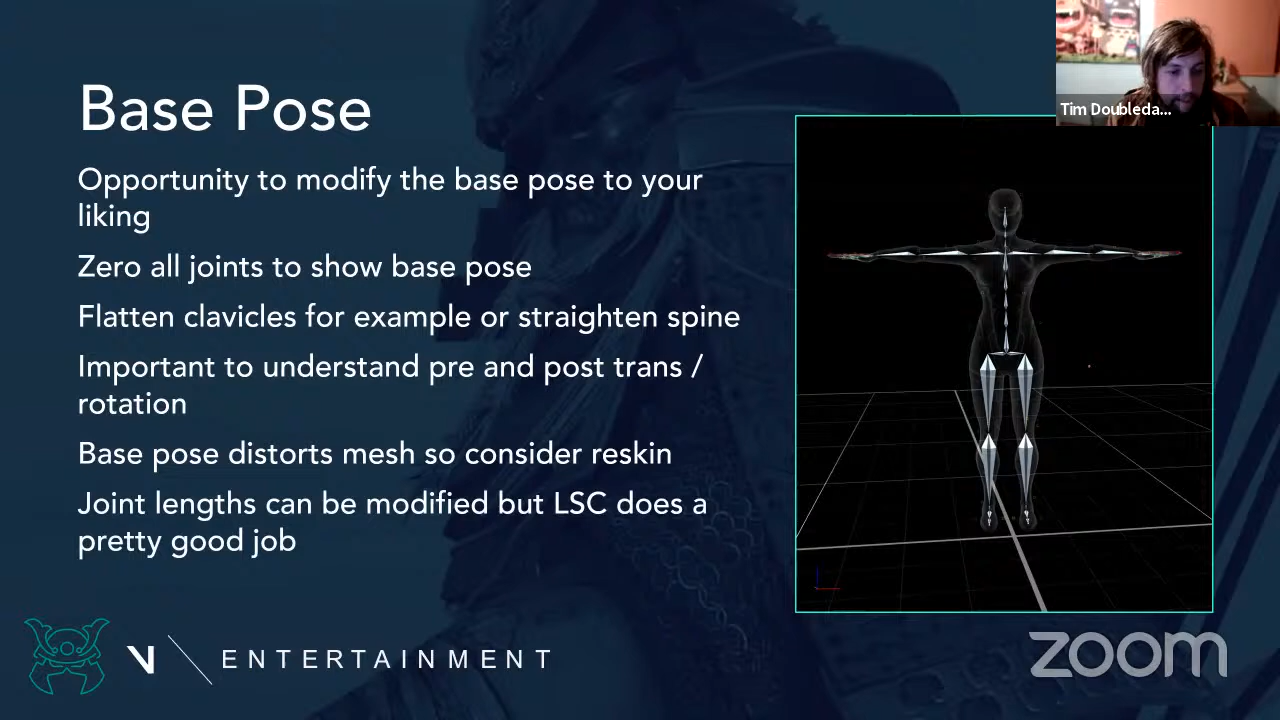 Base Pose
Tim Doubleda...
Opportunity to modify the base pose to your
liking
Zero all joints to show base pose
Flatten clavicles for example or straighten spine
Important to understand pre and post trans /
rotation
Base pose distorts mesh so consider reskin
Joint lengths can be modified but LSC does a
pretty good job
V \ ENTERTAINMENT
zoom